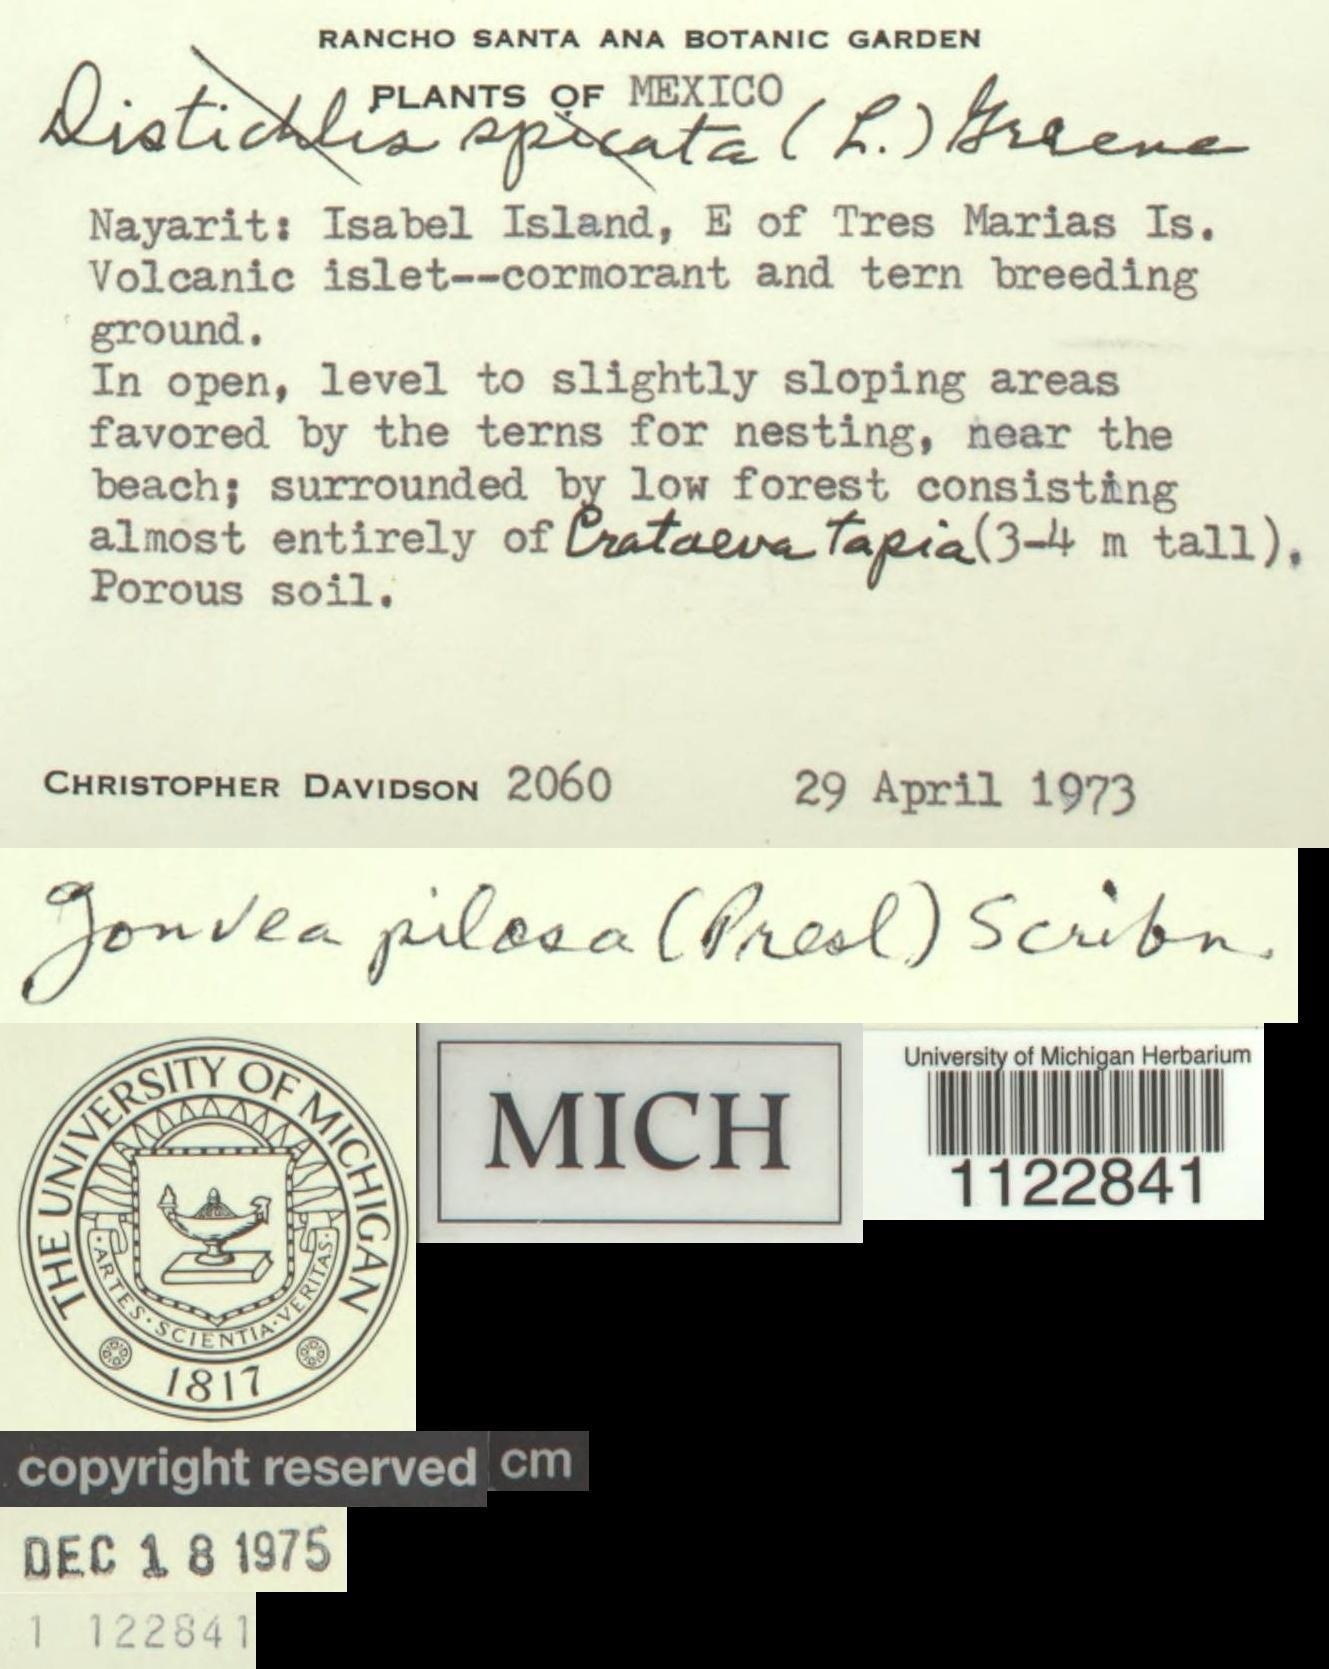 RANCHO SANTA ANA BOTANIC GARDEN
PLANTS OF MEXICO
Distichlis spicata (L.) Greene
Nayarit: Isabel Island, E of Tres Marias Is.
Volcanic islet--cormorant and tern breeding
ground.
In open, level to slightly sloping areas
favored by the terns for nesting, near the
beach; surrounded by low forest consisting
almost entirely of Crataeva tapia (3-4 m tall).
Porous soil.
CHRISTOPHER DAVIDSON 2060 29 April 1973
Jouvea pilosa (Presl) Scribn.
THE UNIVERSITY OF MICHIGAN
ARTES · SCIENTIA · VERITAS
1817
MICH
University of Michigan Herbarium
1122841
copyright reserved cm
DEC 18 1975
1 122841